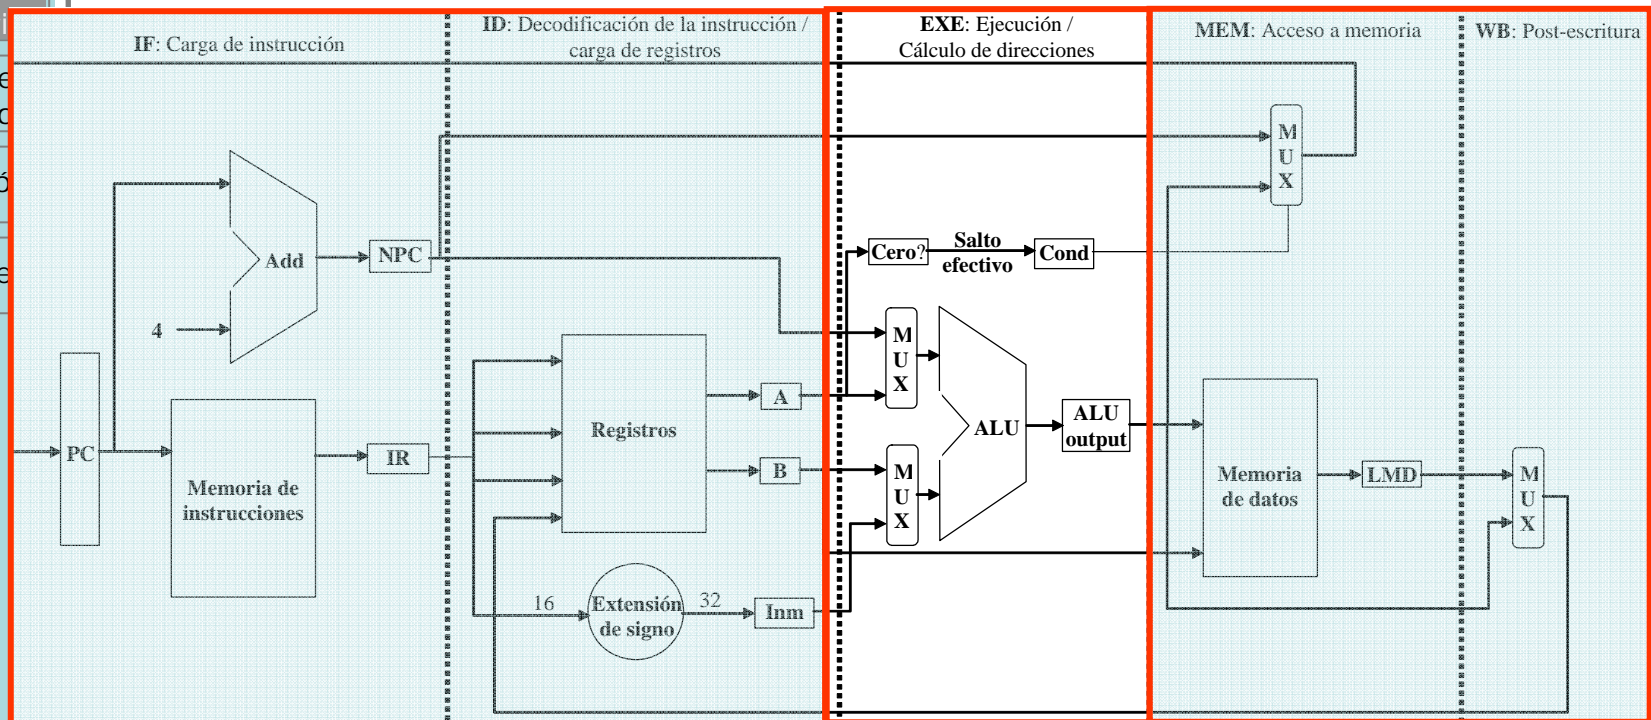 IF: Carga de instrucción
ID: Decodificación de la instrucción /
carga de registros
EXE: Ejecución /
Cálculo de direcciones
MEM: Acceso a memoria
WB: Post-escritura
M
U
X
Add
NPC
4
Cero?
Salto
efectivo
Cond
M
U
X
PC
Memoria de
instrucciones
IR
Registros
A
B
M
U
X
ALU
ALU
output
Memoria
de datos
LMD
M
U
X
16
Extensión
de signo
32
Inm